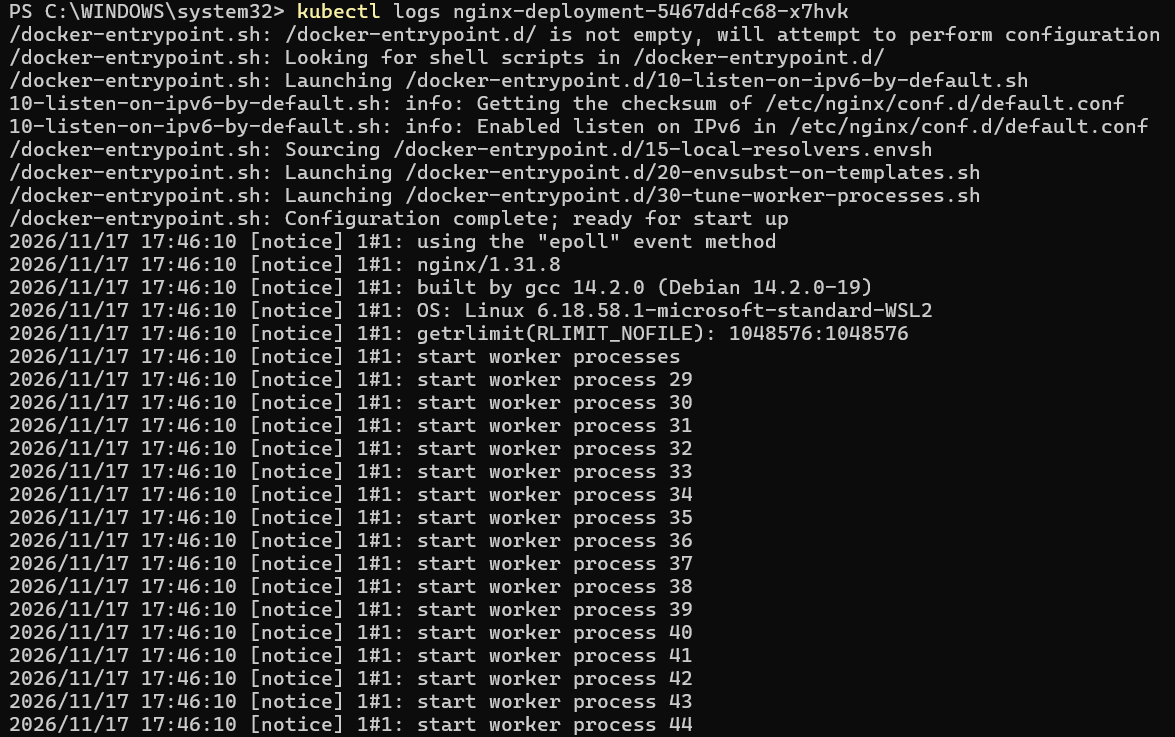 PS C:\WINDOWS\system32> kubectl logs nginx-deployment-5467ddfc68-x7hvk
/docker-entrypoint.sh: /docker-entrypoint.d/ is not empty, will attempt to perform configuration
/docker-entrypoint.sh: Looking for shell scripts in /docker-entrypoint.d/
/docker-entrypoint.sh: Launching /docker-entrypoint.d/10-listen-on-ipv6-by-default.sh
10-listen-on-ipv6-by-default.sh: info: Getting the checksum of /etc/nginx/conf.d/default.conf
10-listen-on-ipv6-by-default.sh: info: Enabled listen on IPv6 in /etc/nginx/conf.d/default.conf
/docker-entrypoint.sh: Sourcing /docker-entrypoint.d/15-local-resolvers.envsh
/docker-entrypoint.sh: Launching /docker-entrypoint.d/20-envsubst-on-templates.sh
/docker-entrypoint.sh: Launching /docker-entrypoint.d/30-tune-worker-processes.sh
/docker-entrypoint.sh: Configuration complete; ready for start up
2026/11/17 17:46:10 [notice] 1#1: using the "epoll" event method
2026/11/17 17:46:10 [notice] 1#1: nginx/1.31.8
2026/11/17 17:46:10 [notice] 1#1: built by gcc 14.2.0 (Debian 14.2.0-19)
2026/11/17 17:46:10 [notice] 1#1: OS: Linux 6.18.58.1-microsoft-standard-WSL2
2026/11/17 17:46:10 [notice] 1#1: getrlimit(RLIMIT_NOFILE): 1048576:1048576
2026/11/17 17:46:10 [notice] 1#1: start worker processes
2026/11/17 17:46:10 [notice] 1#1: start worker process 29
2026/11/17 17:46:10 [notice] 1#1: start worker process 30
2026/11/17 17:46:10 [notice] 1#1: start worker process 31
2026/11/17 17:46:10 [notice] 1#1: start worker process 32
2026/11/17 17:46:10 [notice] 1#1: start worker process 33
2026/11/17 17:46:10 [notice] 1#1: start worker process 34
2026/11/17 17:46:10 [notice] 1#1: start worker process 35
2026/11/17 17:46:10 [notice] 1#1: start worker process 36
2026/11/17 17:46:10 [notice] 1#1: start worker process 37
2026/11/17 17:46:10 [notice] 1#1: start worker process 38
2026/11/17 17:46:10 [notice] 1#1: start worker process 39
2026/11/17 17:46:10 [notice] 1#1: start worker process 40
2026/11/17 17:46:10 [notice] 1#1: start worker process 41
2026/11/17 17:46:10 [notice] 1#1: start worker process 42
2026/11/17 17:46:10 [notice] 1#1: start worker process 43
2026/11/17 17:46:10 [notice] 1#1: start worker process 44